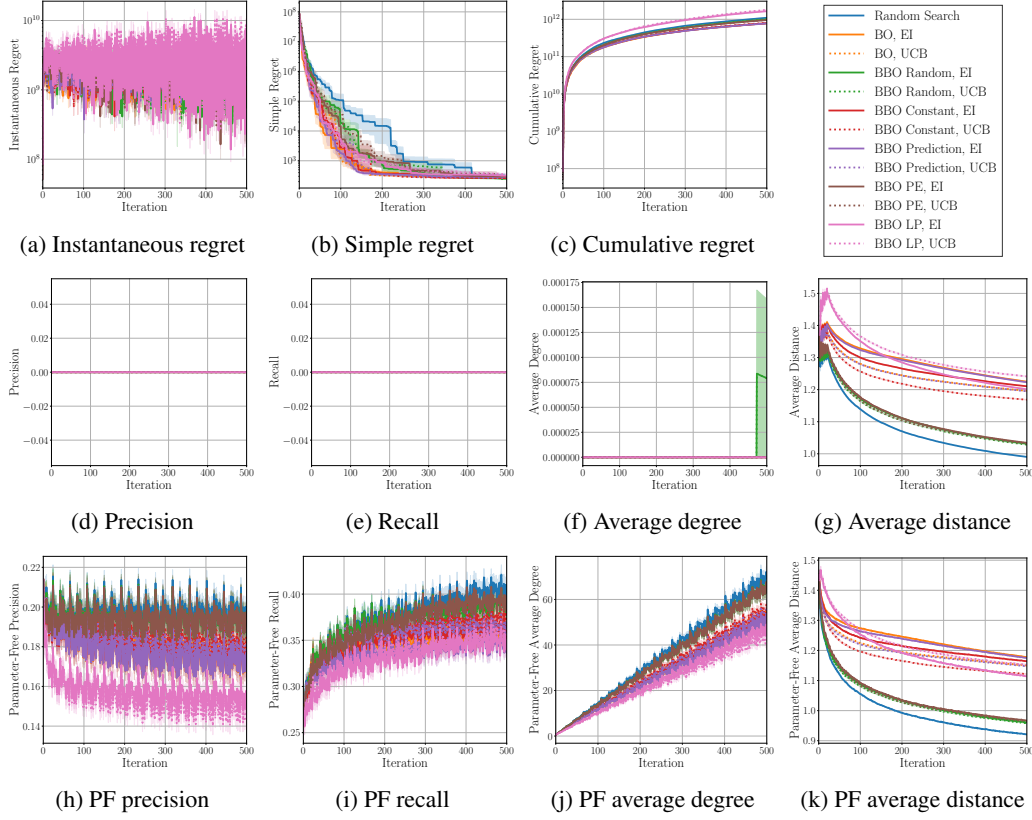 10^11
10^10
10^9
10^8
Instantaneous Regret
0 100 200 300 400 500
Iteration
(a) Instantaneous regret
10^8
10^7
10^6
10^5
10^4
10^3
Simple Regret
0 100 200 300 400 500
Iteration
(b) Simple regret
10^12
10^11
10^10
10^9
10^8
Cumulative Regret
0 100 200 300 400 500
Iteration
(c) Cumulative regret
Random Search
BO, EI
BO, UCB
BBO Random, EI
BBO Random, UCB
BBO Constant, EI
BBO Constant, UCB
BBO Prediction, EI
BBO Prediction, UCB
BBO PE, EI
BBO PE, UCB
BBO LP, EI
BBO LP, UCB
0.04
0.02
0.00
−0.02
−0.04
Precision
0 100 200 300 400 500
Iteration
(d) Precision
0.04
0.02
0.00
−0.02
−0.04
Recall
0 100 200 300 400 500
Iteration
(e) Recall
0.000175
0.000150
0.000125
0.000100
0.000075
0.000050
0.000025
0.000000
Average Degree
0 100 200 300 400 500
Iteration
(f) Average degree
1.5
1.4
1.3
1.2
1.1
1.0
Average Distance
0 100 200 300 400 500
Iteration
(g) Average distance
0.22
0.20
0.18
0.16
0.14
Parameter-Free Precision
0 100 200 300 400 500
Iteration
(h) PF precision
0.40
0.35
0.30
0.25
Parameter-Free Recall
0 100 200 300 400 500
Iteration
(i) PF recall
60
40
20
0
Parameter-Free Average Degree
0 100 200 300 400 500
Iteration
(j) PF average degree
1.5
1.4
1.3
1.2
1.1
1.0
0.9
Parameter-Free Average Distance
0 100 200 300 400 500
Iteration
(k) PF average distance